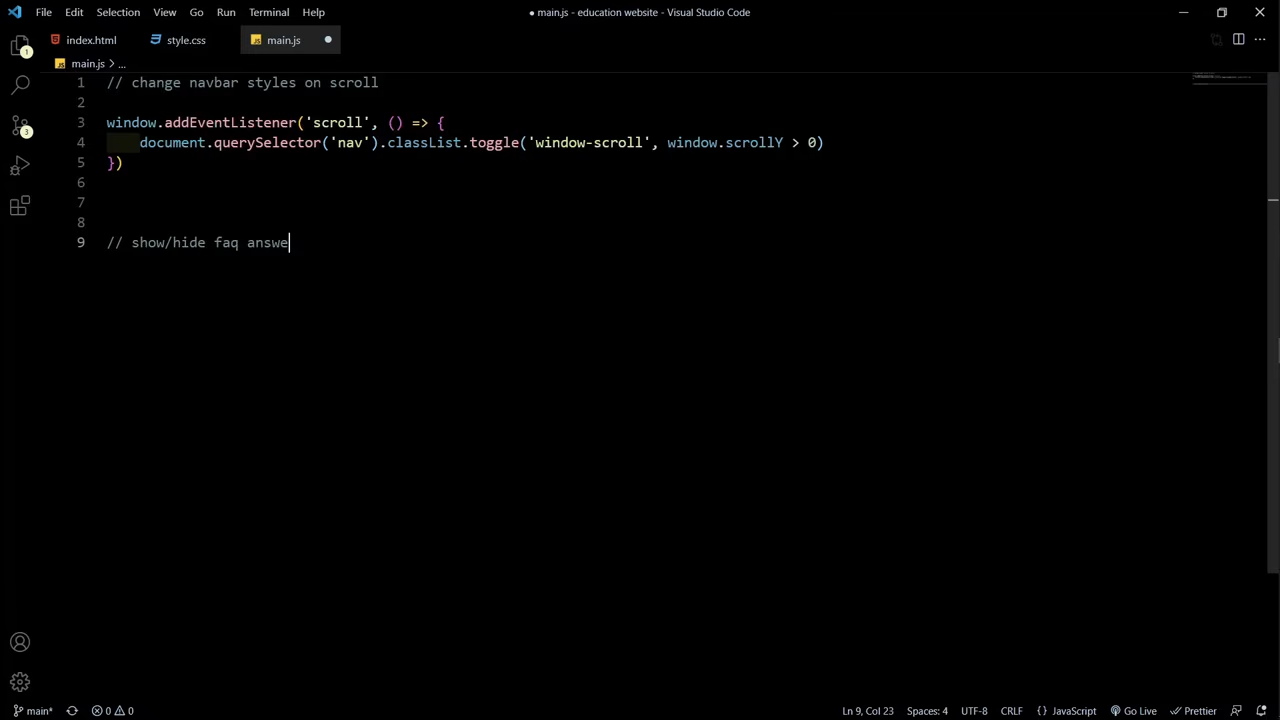 File Edit Selection View Go Run Terminal Help
● main.js - education website - Visual Studio Code
index.html style.css main.js
main.js > ...
1 // change navbar styles on scroll
2
3 window.addEventListener('scroll', () => {
4 document.querySelector('nav').classList.toggle('window-scroll', window.scrollY > 0)
5 })
6
7
8
9 // show/hide faq answe
1
3
main* 0 0 Ln 9, Col 23 Spaces: 4 UTF-8 CRLF {} JavaScript Go Live Prettier